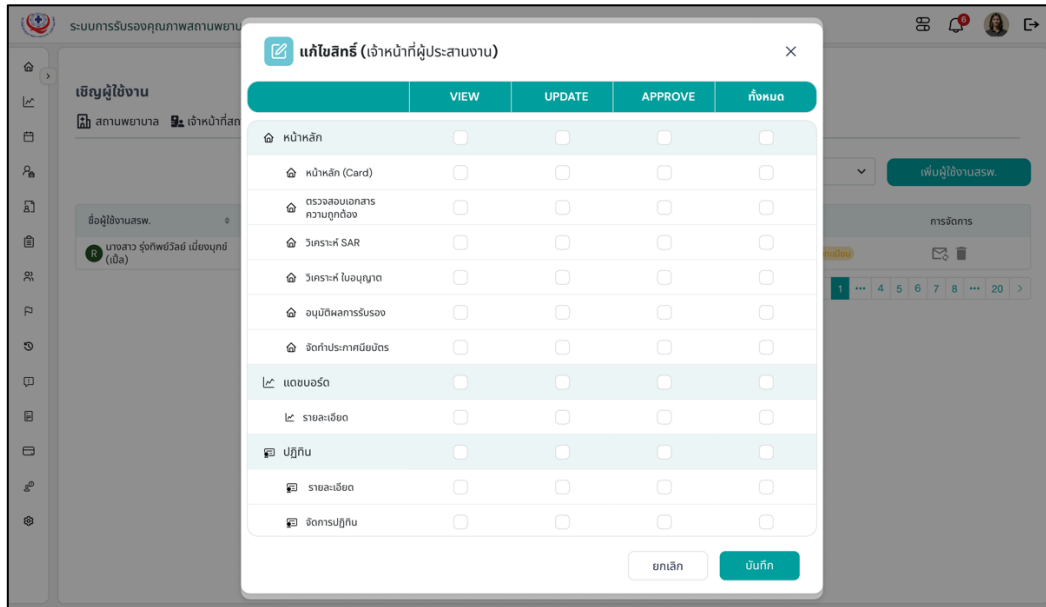 ระบบการรับรองคุณภาพสถานพยาบ
6
เชิญผู้ใช้งาน
สถานพยาบาล เจ้าหน้าที่สถ
เพิ่มผู้ใช้งานสรพ.
ชื่อผู้ใช้งานสรพ. การจัดการ
R นางสาว รุ่งทิพย์วิลัย เมี่ยงมุกข์
(เปิ้ล)
1 ••• 4 5 6 7 8 ••• 20 >
แก้ไขสิทธิ์ (เจ้าหน้าที่ผู้ประสานงาน)
VIEW UPDATE APPROVE ทั้งหมด
หน้าหลัก
หน้าหลัก (Card)
ตรวจสอบเอกสาร
ความถูกต้อง
วิเคราะห์ SAR
วิเคราะห์ ใบอนุญาต
อนุมัติผลการรับรอง
จัดทำประกาศนียบัตร
แดชบอร์ด
รายละเอียด
ปฏิทิน
รายละเอียด
จัดการปฏิทิน
ยกเลิก บันทึก